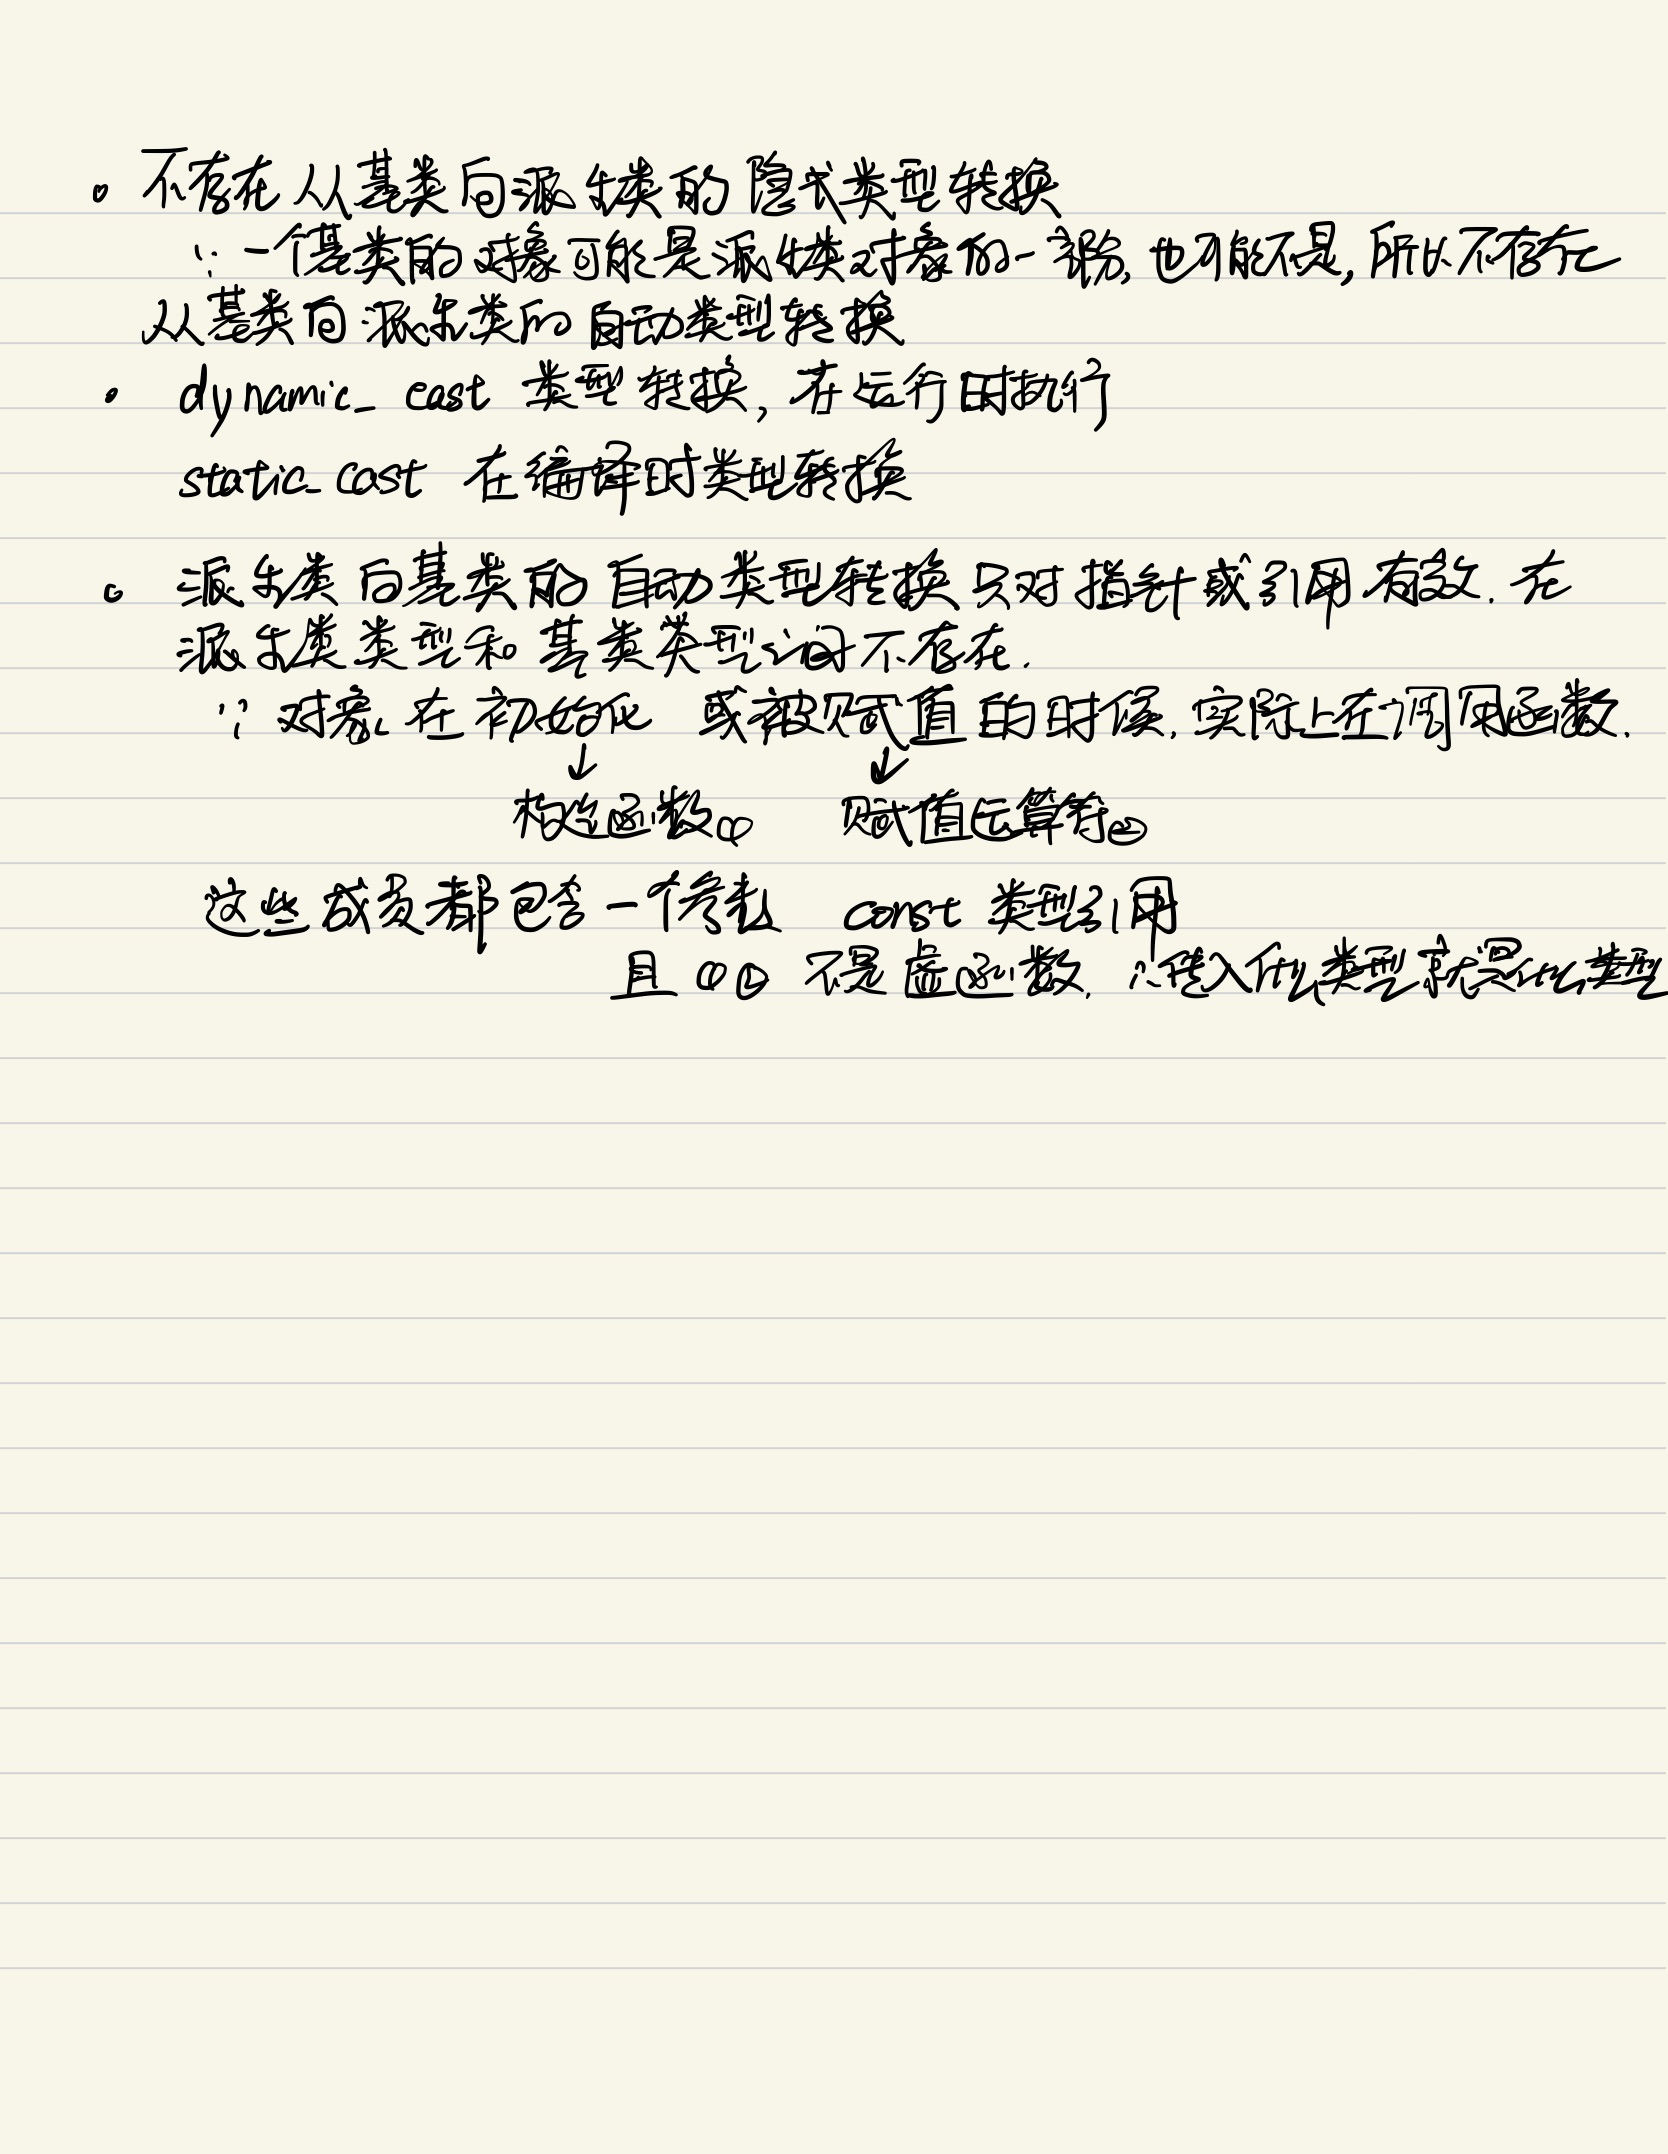 。不存在从基类向派生类的隐式类型转换
∵一个基类的对象可能是派生类对象的一部分,也可能不是,所以不存在
从基类向派生类的自动类型转换
• dynamic_cast 类型转换,在运行时执行
static_cast 在编译时类型转换
。派生类向基类的自动类型转换只对指针或引用有效.在
派生类类型和基类类型之间不存在.
∵对象在初始化 或被赋值的时候,实际上在调用函数.
↓ ↓
构造函数① 赋值运算符②
这些成员都包含一个参数 const 类型引用
且①② 不是虚函数. ∴传入什么类型就是什么类型